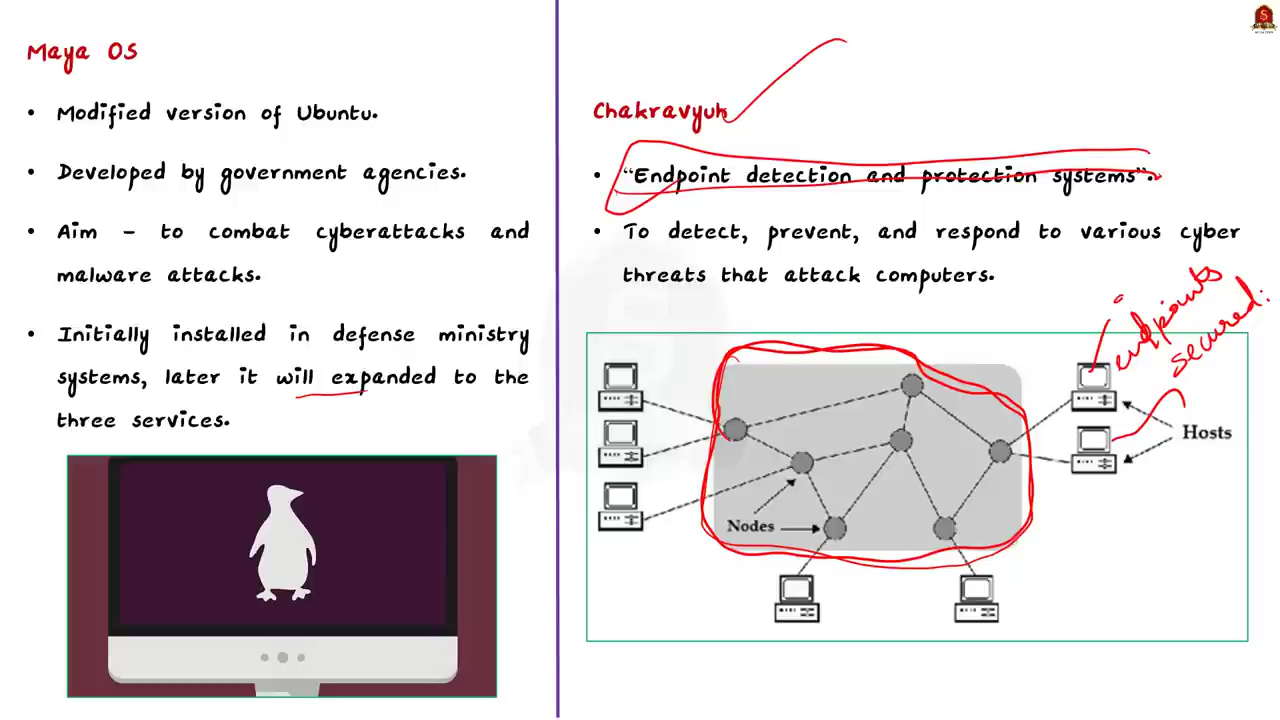 Maya OS
• Modified version of Ubuntu.
• Developed by government agencies.
• Aim – to combat cyberattacks and
malware attacks.
• Initially installed in defense ministry
systems, later it will expanded to the
three services.
Chakravyuh
• “Endpoint detection and protection systems”.
• To detect, prevent, and respond to various cyber
threats that attack computers.
endpoints
secured:
Hosts
Nodes